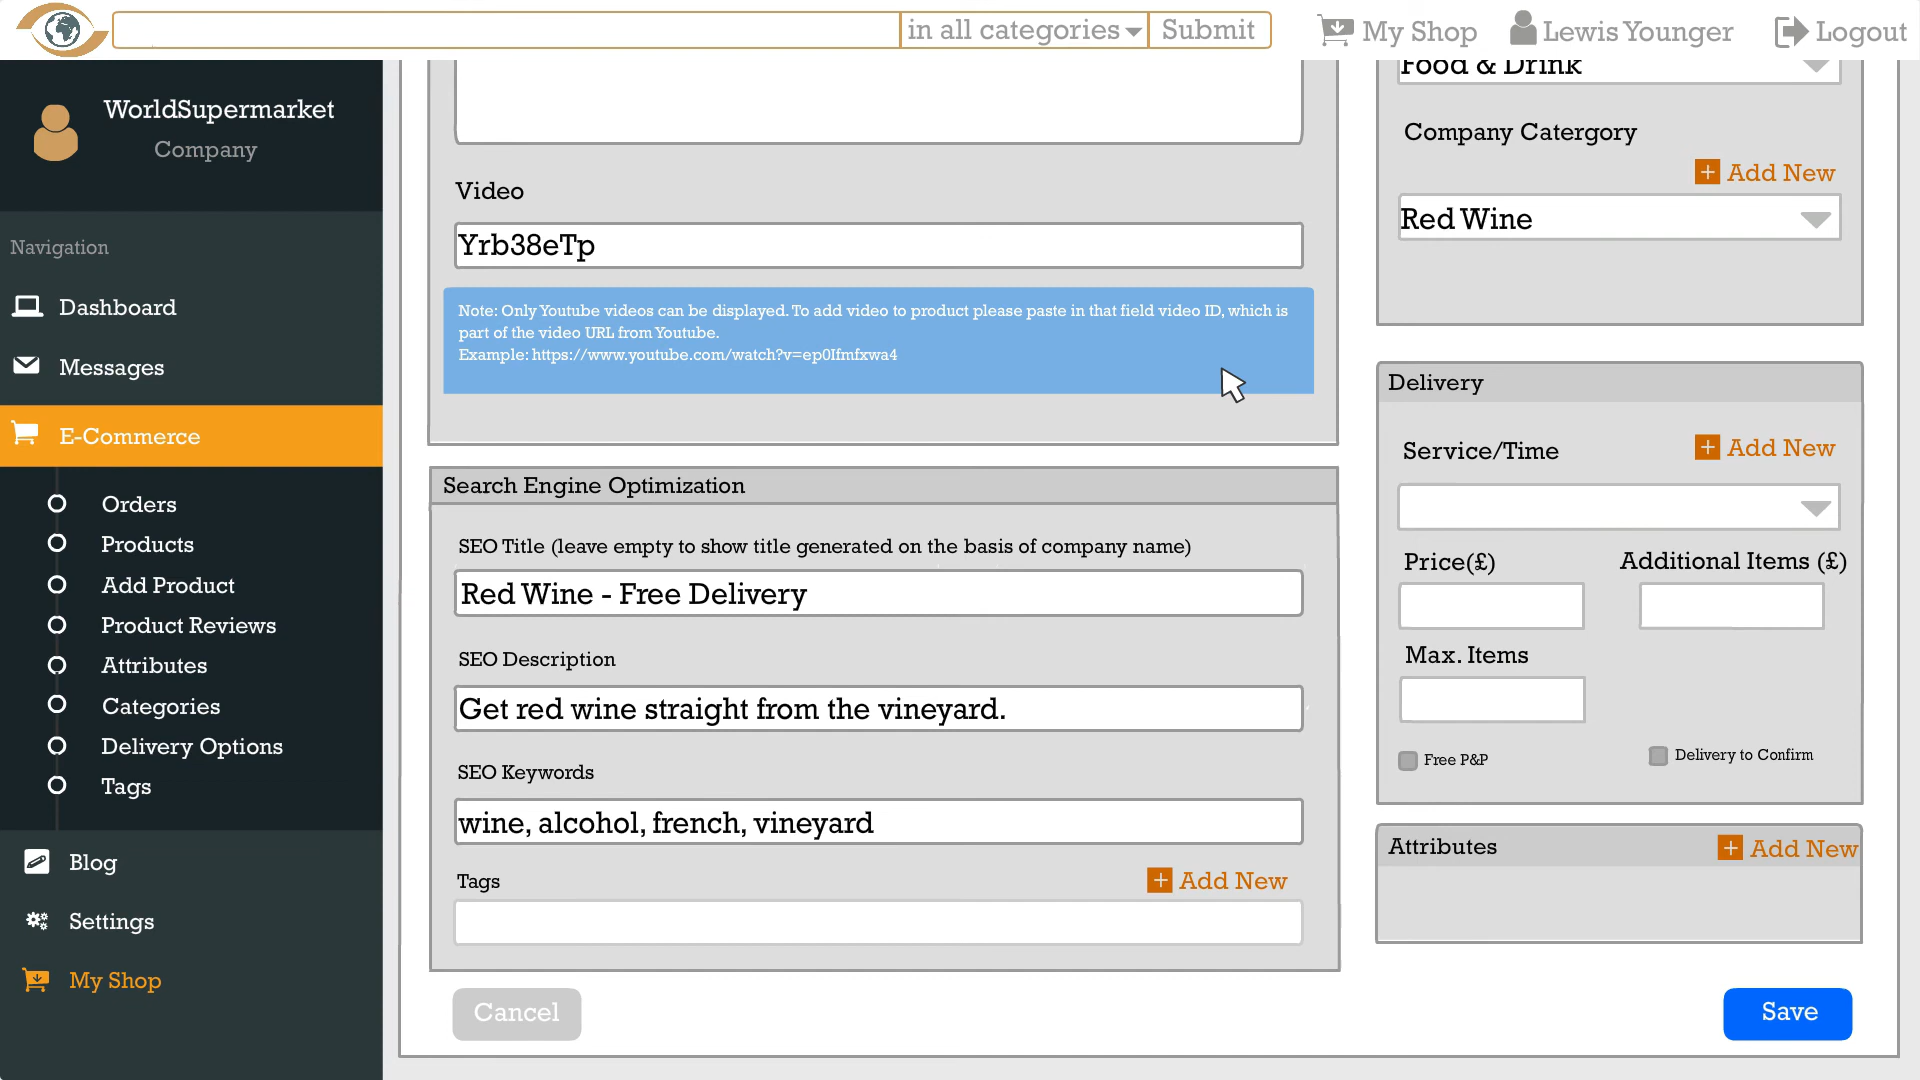 in all categories
Submit
My Shop
Lewis Younger
Logout
WorldSupermarket
Company
Navigation
Dashboard
Messages
E-Commerce
Orders
Products
Add Product
Product Reviews
Attributes
Categories
Delivery Options
Tags
Blog
Settings
My Shop
Video
Yrb38eTp
Note: Only Youtube videos can be displayed. To add video to product please paste in that field video ID, which is
part of the video URL from Youtube.
Example: https://www.youtube.com/watch?v=ep0Ifmfxwa4
Search Engine Optimization
SEO Title (leave empty to show title generated on the basis of company name)
Red Wine - Free Delivery
SEO Description
Get red wine straight from the vineyard.
SEO Keywords
wine, alcohol, french, vineyard
Tags
Add New
Cancel
Food & Drink
Company Catergory
Add New
Red Wine
Delivery
Service/Time
Add New
Price(£)
Additional Items (£)
Max. Items
Free P&P
Delivery to Confirm
Attributes
Add New
Save